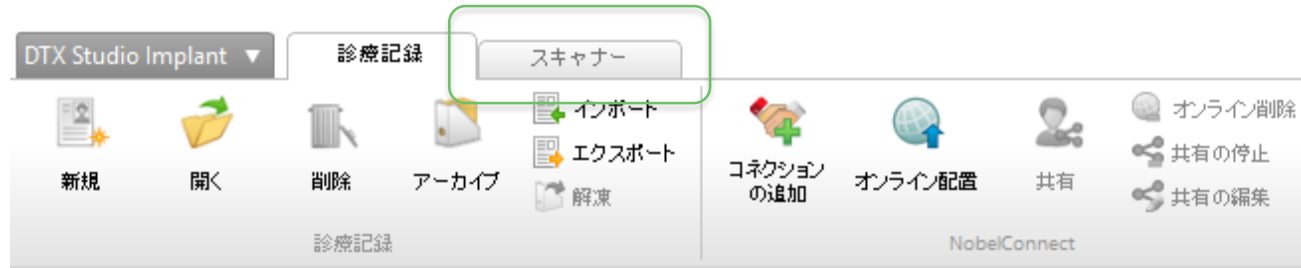 DTX Studio Implant ▼
診療記録
スキャナー
新規
開く
削除
アーカイブ
インポート
エクスポート
解凍
診療記録
コネクション
の追加
オンライン配置
共有
オンライン削除
共有の停止
共有の編集
NobelConnect